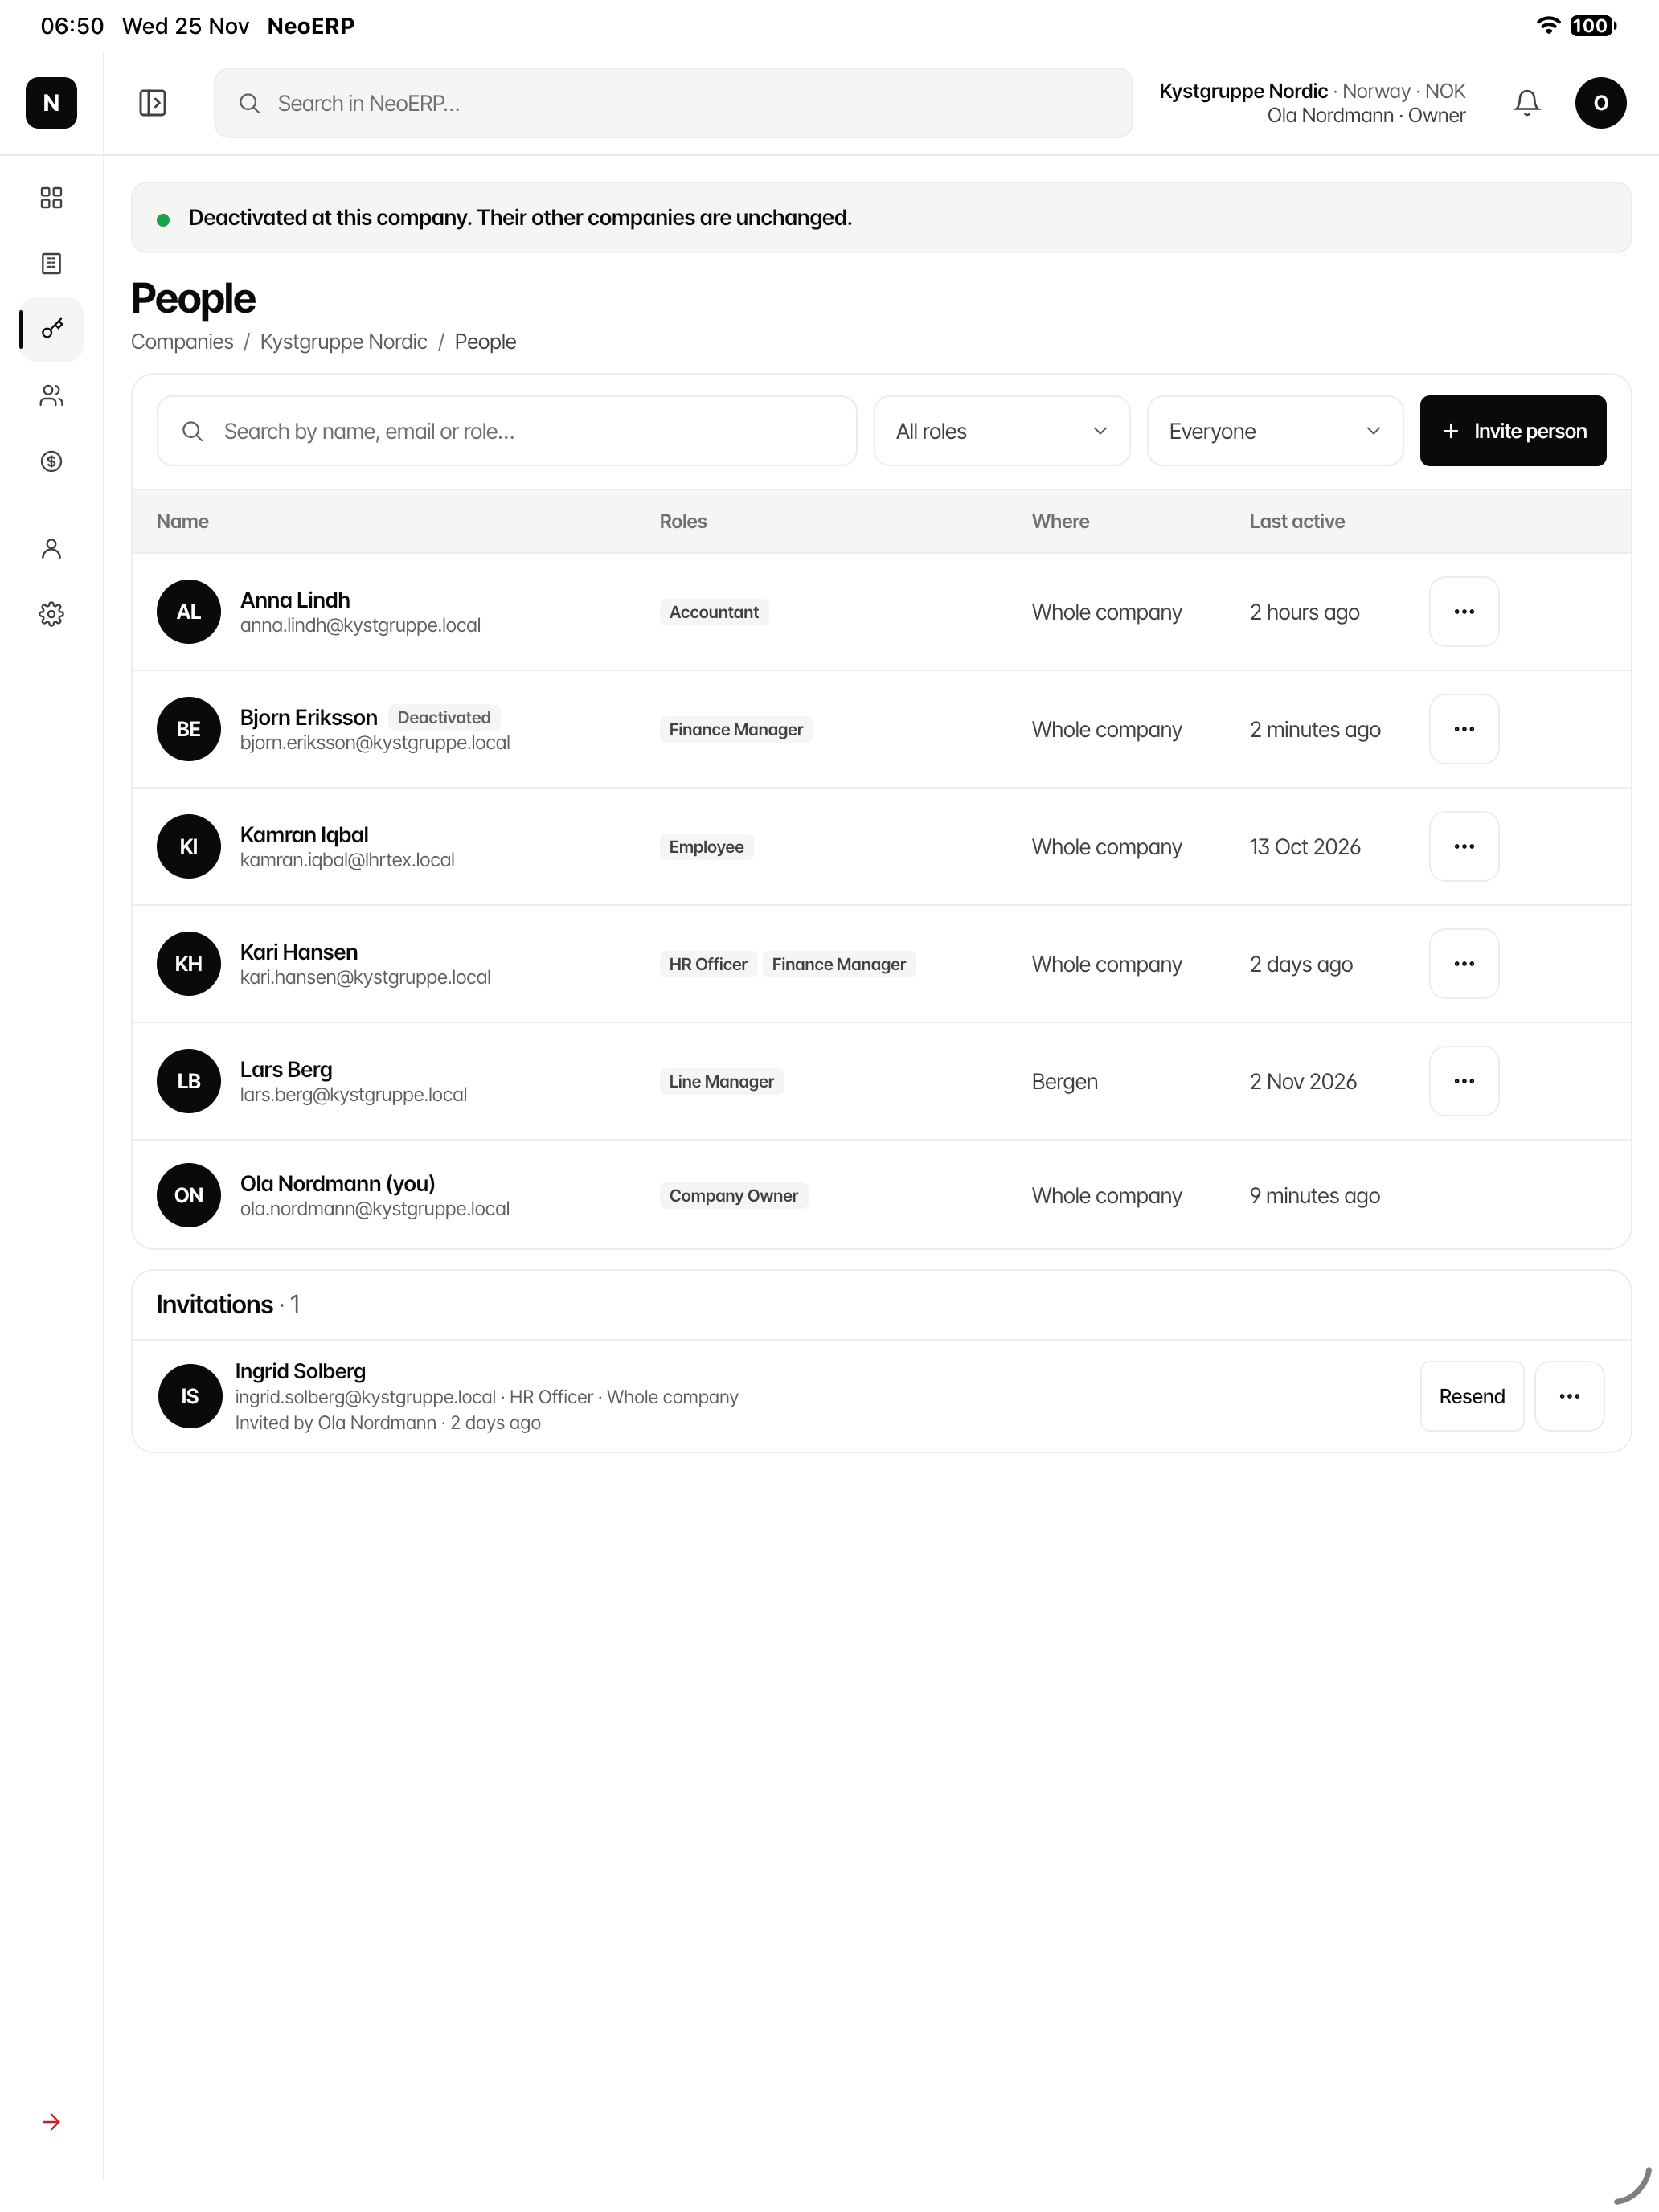 06:50 Wed 25 Nov NeoERP
100
N
Search in NeoERP...
Kystgruppe Nordic · Norway · NOK
Ola Nordmann · Owner
O
Deactivated at this company. Their other companies are unchanged.
People
Companies / Kystgruppe Nordic / People
Search by name, email or role...
All roles
Everyone
+ Invite person
Name Roles Where Last active
AL
Anna Lindh
anna.lindh@kystgruppe.local
Accountant
Whole company
2 hours ago
BE
Bjorn Eriksson Deactivated
bjorn.eriksson@kystgruppe.local
Finance Manager
Whole company
2 minutes ago
KI
Kamran Iqbal
kamran.iqbal@lhrtex.local
Employee
Whole company
13 Oct 2026
KH
Kari Hansen
kari.hansen@kystgruppe.local
HR Officer Finance Manager
Whole company
2 days ago
LB
Lars Berg
lars.berg@kystgruppe.local
Line Manager
Bergen
2 Nov 2026
ON
Ola Nordmann (you)
ola.nordmann@kystgruppe.local
Company Owner
Whole company
9 minutes ago
Invitations · 1
IS
Ingrid Solberg
ingrid.solberg@kystgruppe.local · HR Officer · Whole company
Invited by Ola Nordmann · 2 days ago
Resend